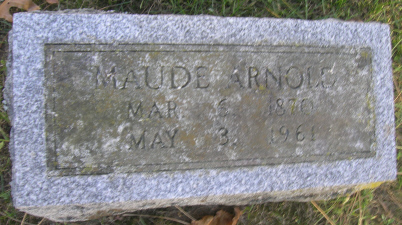 MAUDE ARNOLD
MAR. 6, 1870
MAY 3, 1961